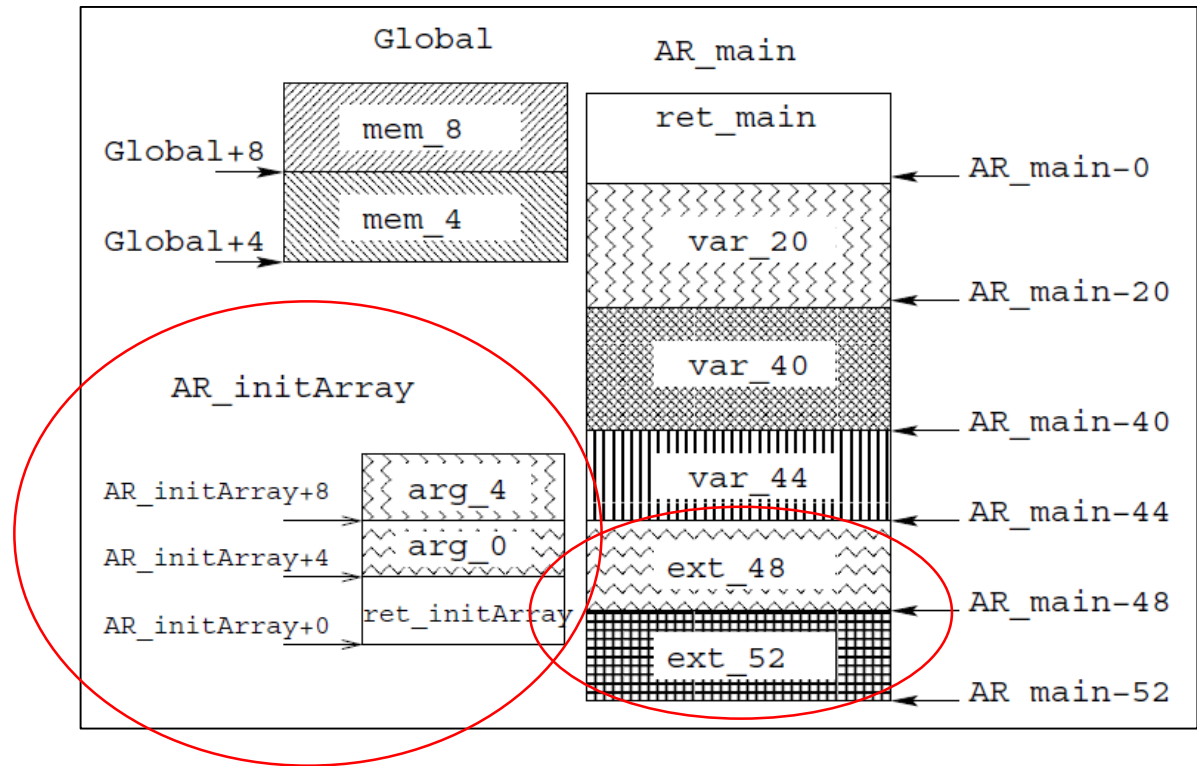 Global
mem_8
Global+8
mem_4
Global+4
AR_main
ret_main
AR_main-0
var_20
AR_main-20
var_40
AR_main-40
var_44
AR_main-44
ext_48
AR_main-48
ext_52
AR_main-52
AR_initArray
arg_4
AR_initArray+8
arg_0
AR_initArray+4
ret_initArray
AR_initArray+0